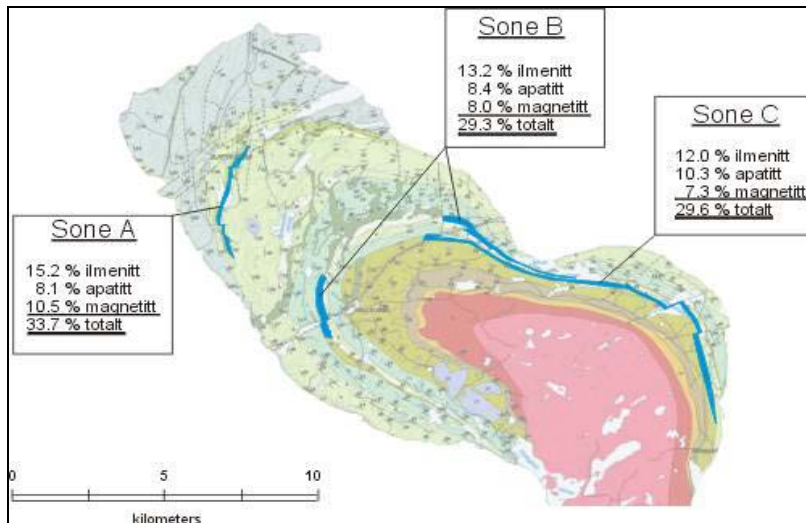 Sone B
13.2 % ilmenitt
8.4 % apatitt
8.0 % magnetitt
29.3 % totalt
Sone C
12.0 % ilmenitt
10.3 % apatitt
7.3 % magnetitt
29.6 % totalt
Sone A
15.2 % ilmenitt
8.1 % apatitt
10.5 % magnetitt
33.7 % totalt
0 5 10
kilometers